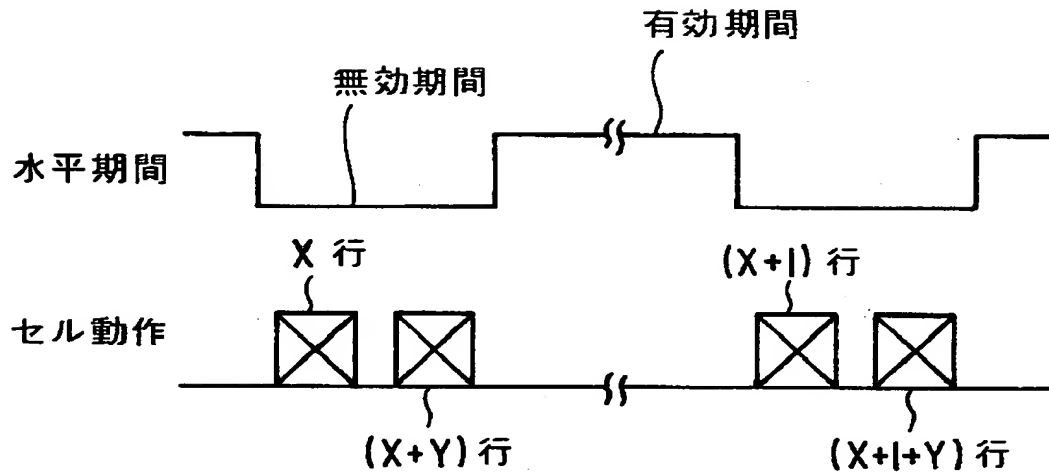 有効期間
無効期間
水平期間
X 行
(X+1) 行
セル動作
(X+Y) 行
(X+1+Y) 行